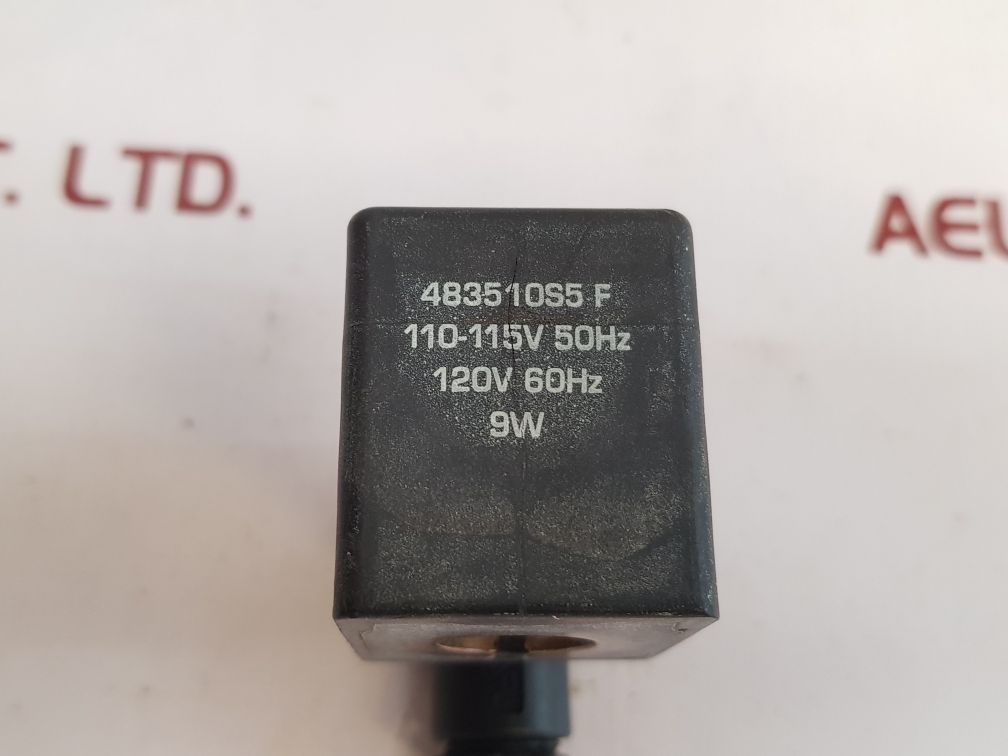 T. LTD.
AEU
483510S5 F
110-115V 50Hz
120V 60Hz
9W